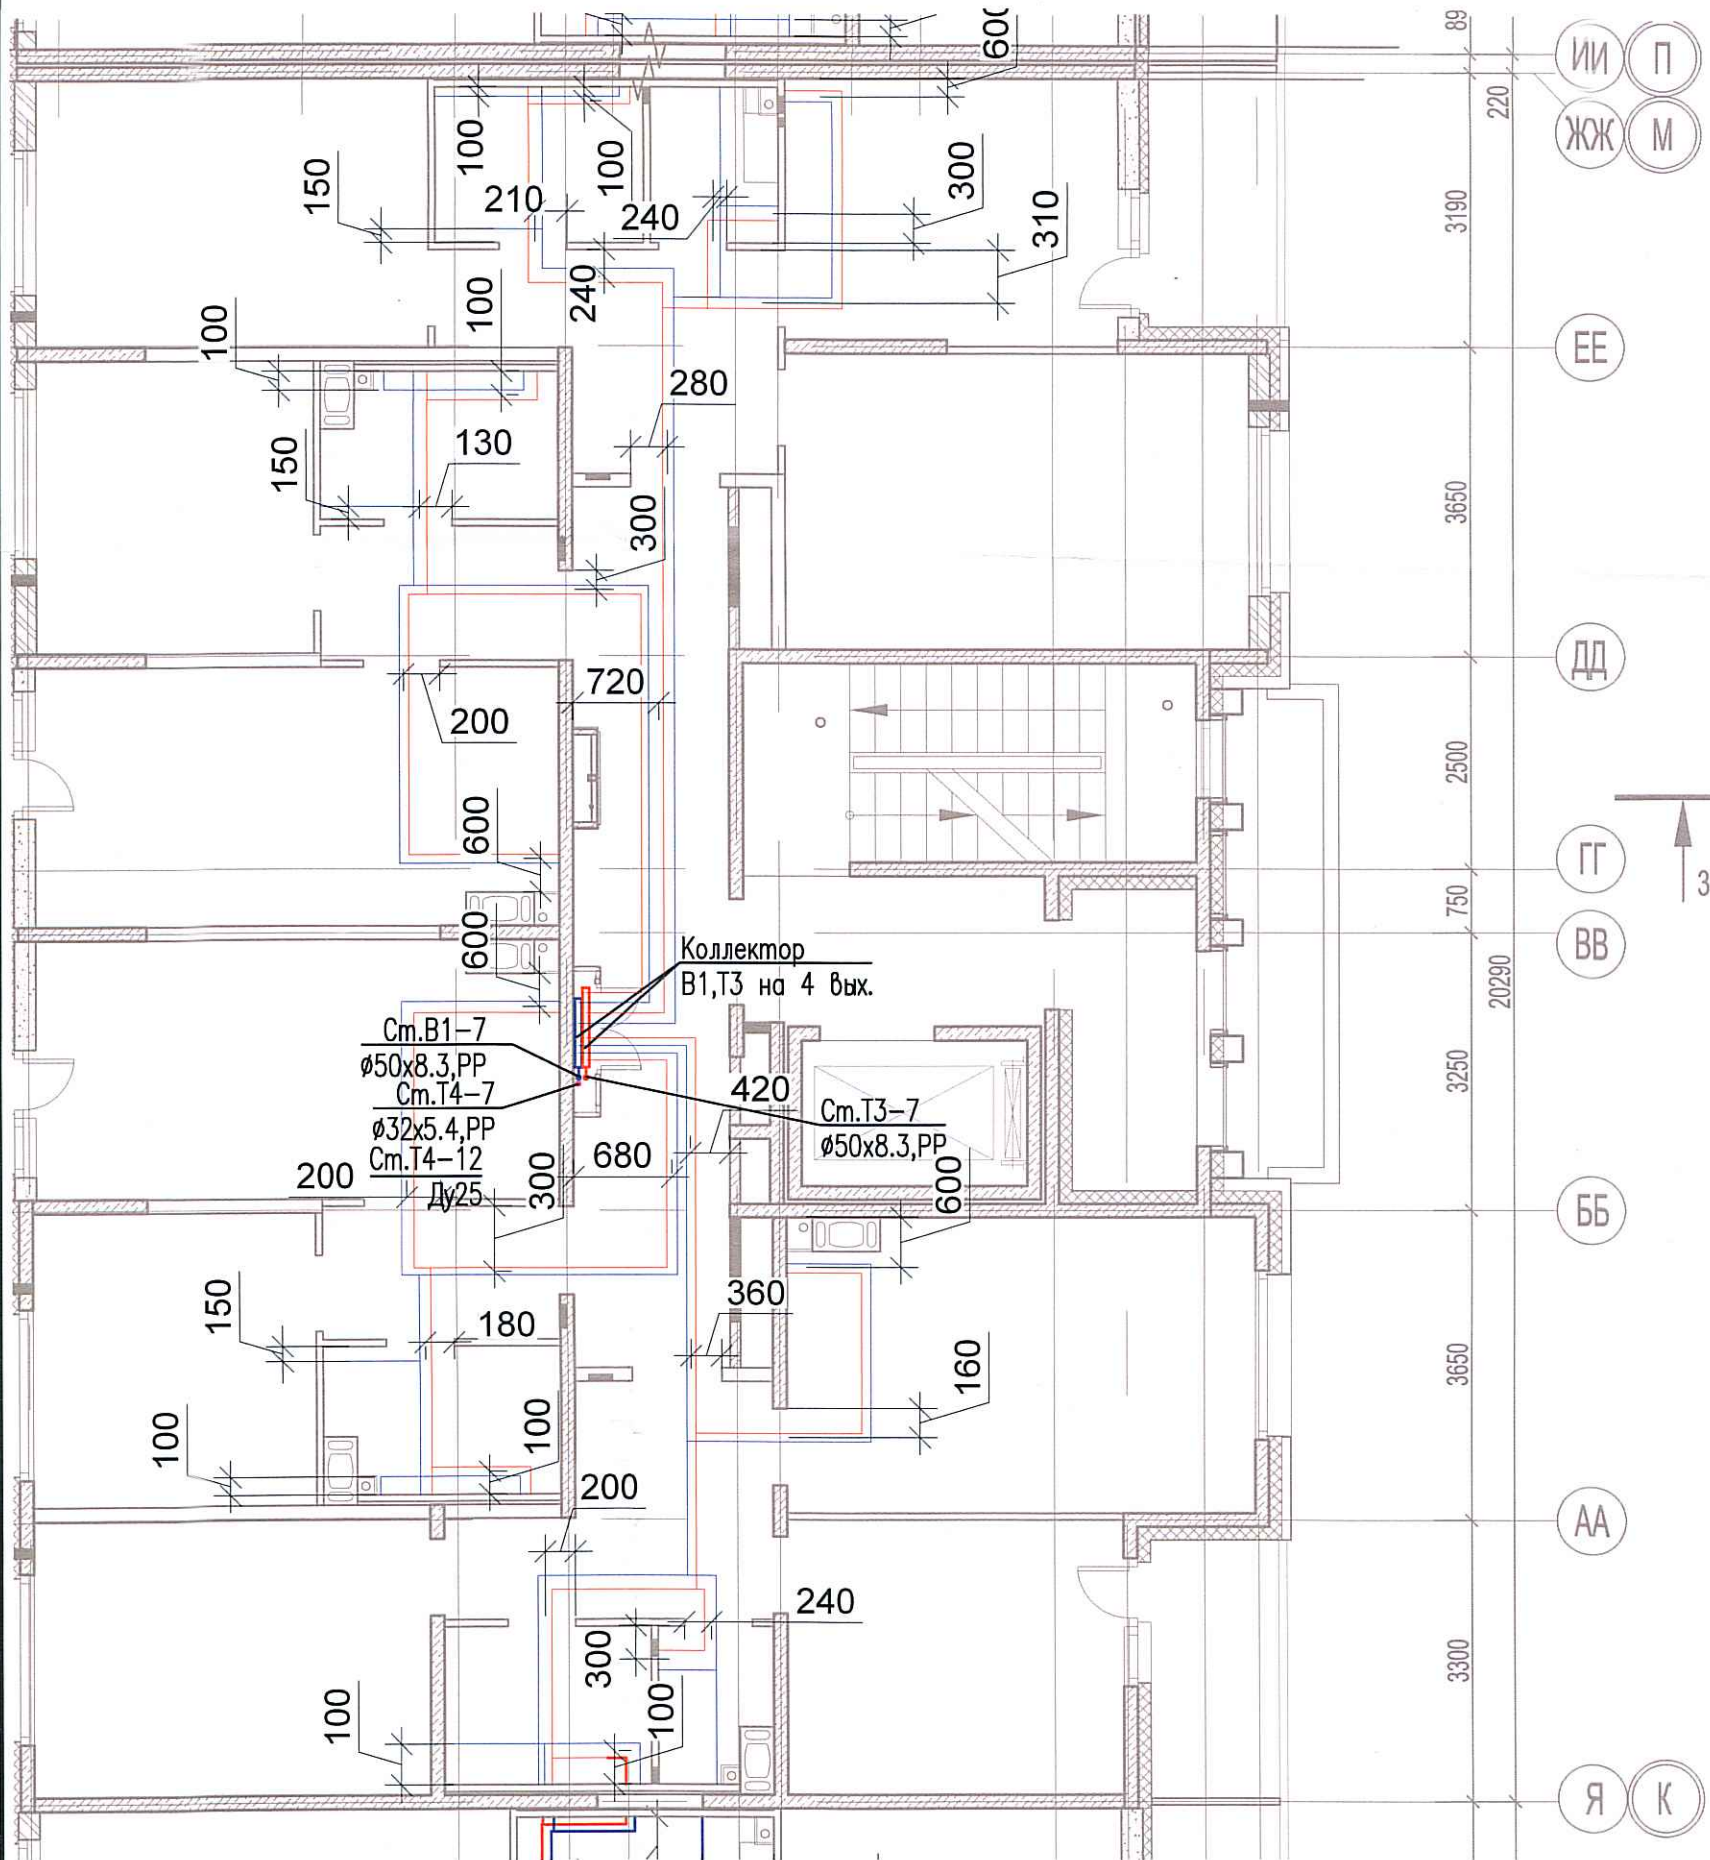 600
89
ИИ
П
220
ЖЖ
М
100
100
150
210
240
300
310
3190
240
100
100
ЕЕ
280
130
150
300
3650
ДД
720
200
2500
600
ГГ
3
750
600
Коллектор
В1,Т3 на 4 вых.
ВВ
20290
Ст.В1-7
ø50х8.3,РР
Ст.Т4-7
ø32х5.4,РР
Ст.Т4-12
Ду25
420
Ст.Т3-7
ø50х8.3,РР
3250
200
300
680
600
ББ
150
180
360
160
3650
100
100
200
АА
240
300
3300
100
100
Я
К